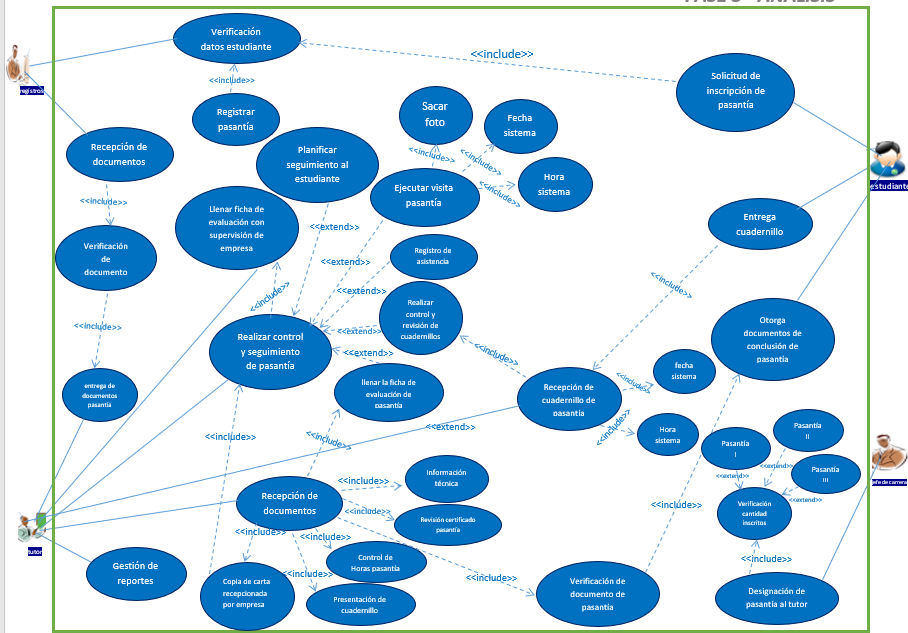 Verificación
datos estudiante
<<include>>
Solicitud de
inscripción de
pasantía
<<include>>
Registrar
pasantía
Sacar
foto
Fecha
sistema
Recepción de
documentos
Planificar
seguimiento al
estudiante
<<include>>
<<include>>
<<include>>
Hora
sistema
Ejecutar visita
pasantía
estudiante
<<include>>
Llenar ficha de
evaluación con
supervisión de
empresa
<<extend>>
Entrega
cuadernillo
Verificación
de
documento
Registro de
asistencia
<<extend>>
<<include>>
<<extend>>
<<include>>
Realizar
control y
revisión de
cuadernillos
<<include>>
<<extend>>
Otorga
documentos de
conclusión de
pasantía
Realizar control
y seguimiento
de pasantía
<<extend>>
<<include>>
fecha
sistema
entrega de
documentos
pasantía
llenar la ficha de
evaluación de
pasantía
Recepción de
cuadernillo de
pasantía
<<include>>
<<include>>
Hora
sistema
<<extend>>
<<include>>
<<include>>
Pasantía
I
Pasantía
II
Pasantía
III
<<extend>>
<<extend>>
<<extend>>
jefe de carrera
Información
técnica
<<include>>
Recepción de
documentos
<<include>>
Revisión certificado
pasantía
<<include>>
Verificación
cantidad
inscritos
tutor
<<include>>
<<include>>
Control de
Horas pasantía
<<include>>
Gestión de
reportes
<<include>>
<<include>>
Copia de carta
recepcionada
por empresa
Presentación de
cuadernillo
Verificación de
documento de
pasantía
Designación de
pasantia al tutor